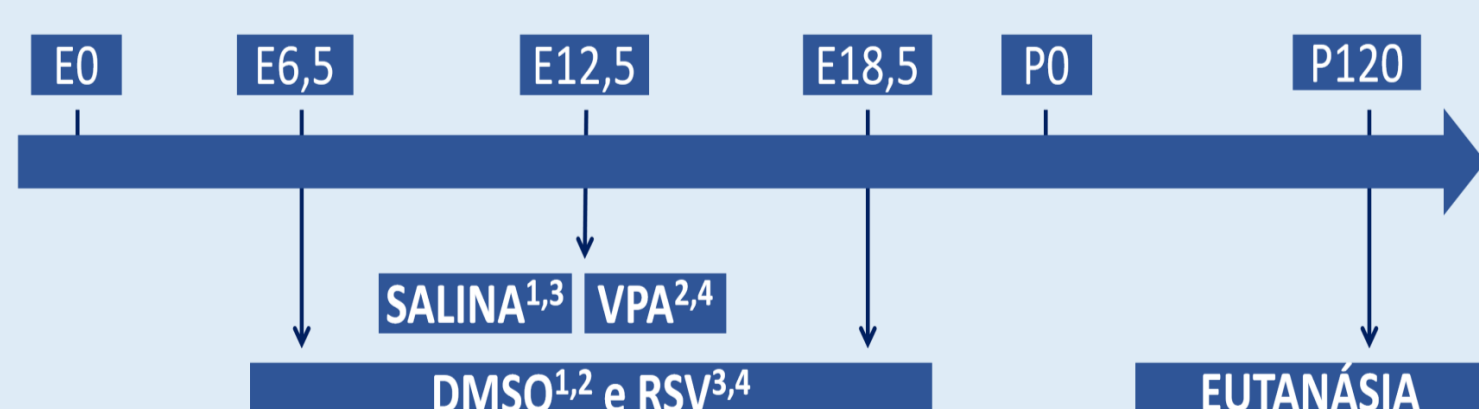 E0 E6,5 E12,5 E18,5 P0 P120
SALINA¹,³ VPA²,⁴
DMSO¹,² e RSV³,⁴ EUTANÁSIA